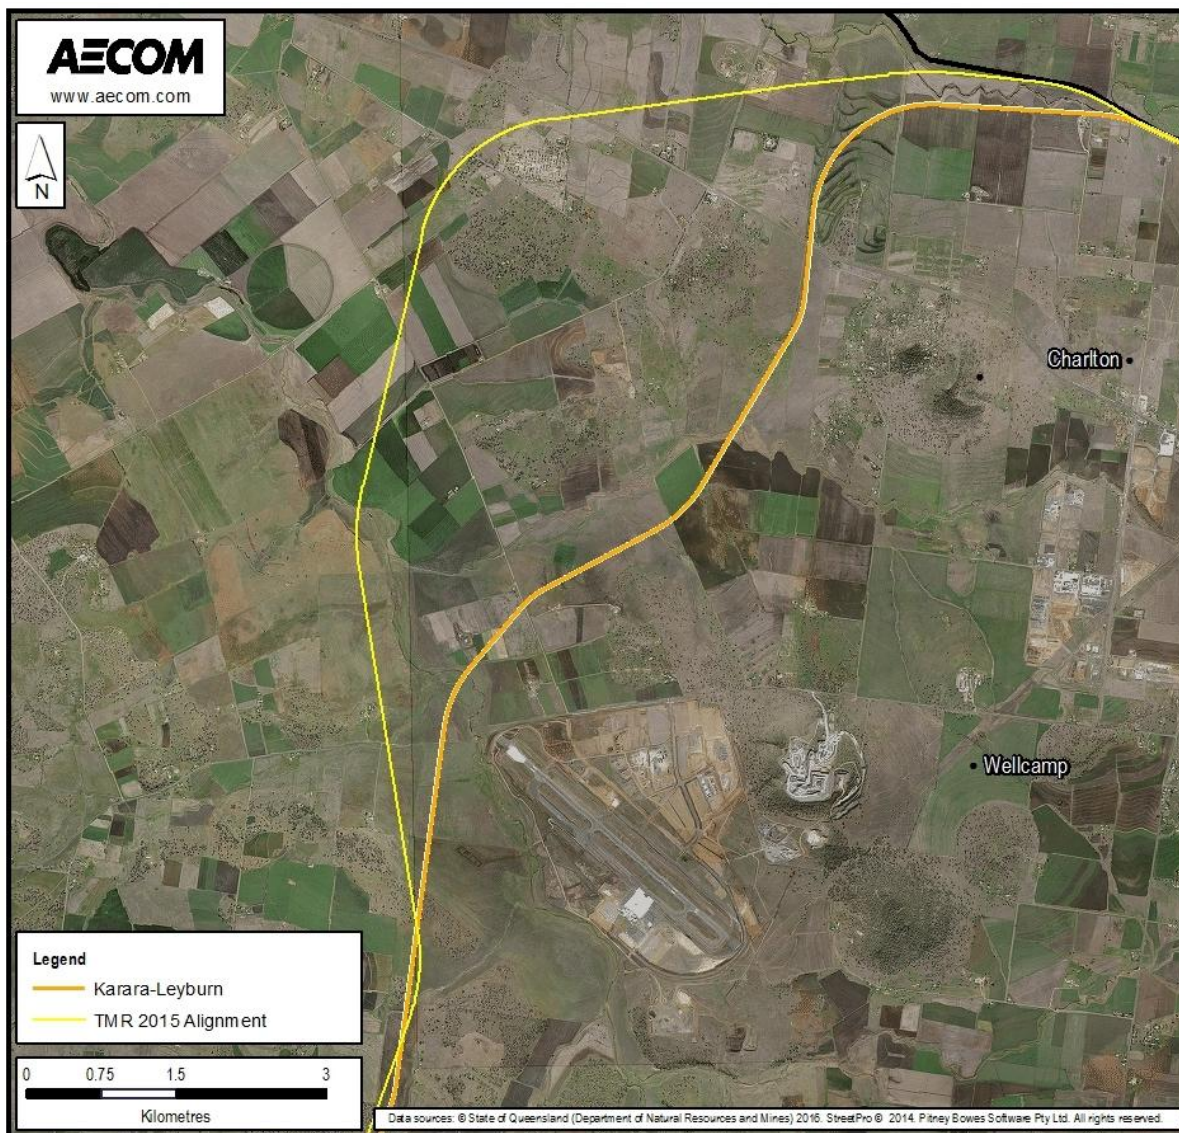 AECOM
www.aecom.com
N
Charlton
Wellcamp
Legend
Karara-Leyburn
TMR 2015 Alignment
0 0.75 1.5 3
Kilometres
Data sources: © State of Queensland (Department of Natural Resources and Mines) 2016. StreetPro © 2014 Pitney Bowes Software Pty Ltd. All rights reserved.